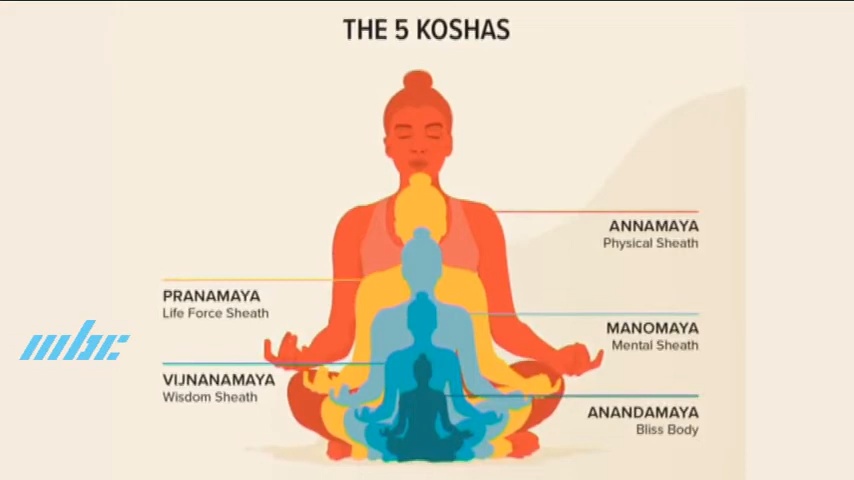 THE 5 KOSHAS
ANNAMAYA
Physical Sheath
PRANAMAYA
Life Force Sheath
MANOMAYA
Mental Sheath
mbc
VIJNANAMAYA
Wisdom Sheath
ANANDAMAYA
Bliss Body